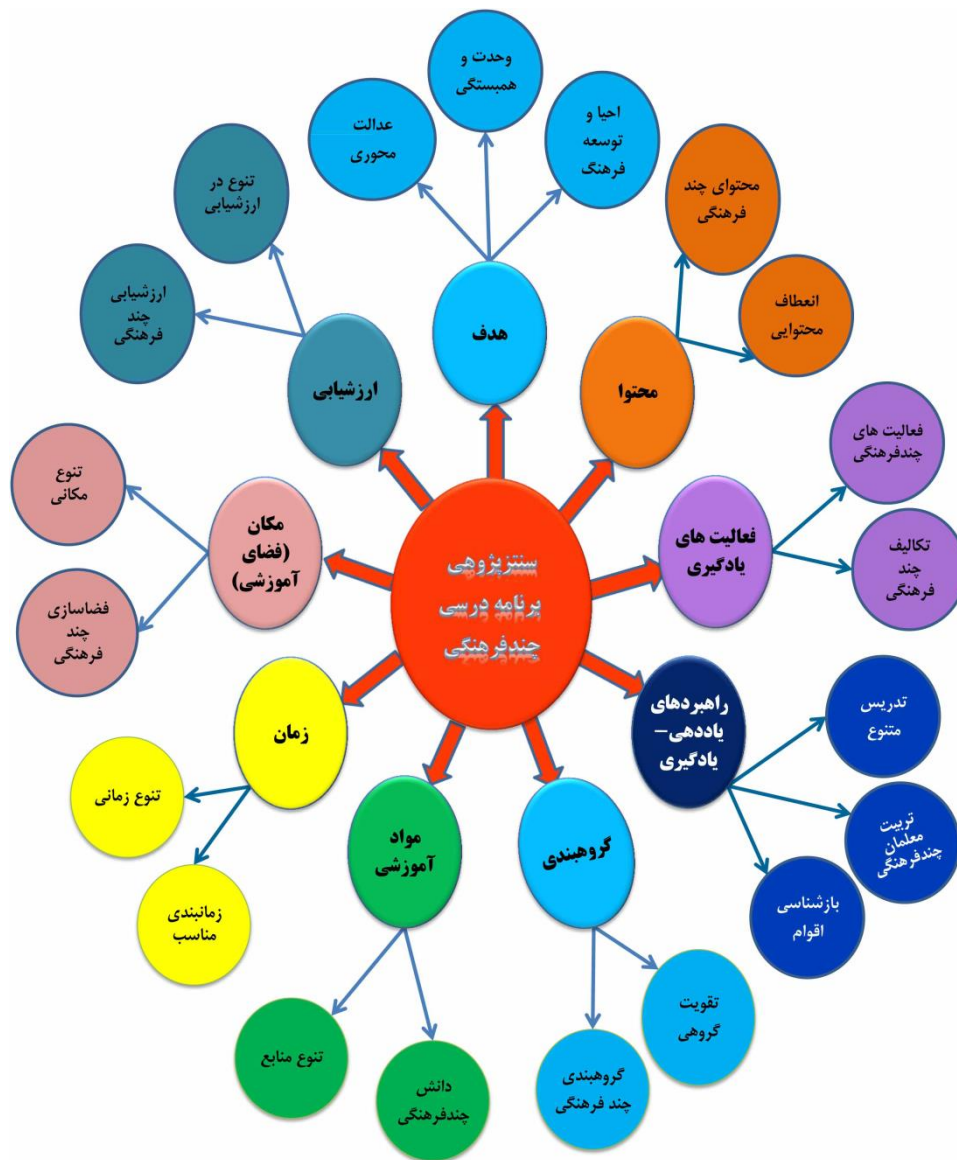 وحدت و
همبستگی
عدالت
محوری
احیا و
توسعه
فرهنگ
هدف
محتوای چند
فرهنگی
انعطاف
محتوایی
محتوا
فعالیت های
چندفرهنگی
تکالیف
چند
فرهنگی
فعالیت های
یادگیری
تدریس
متنوع
تربیت
معلمان
چندفرهنگی
بازشناسی
اقوام
راهبردهای
یاددهی–
یادگیری
تقویت
گروهی
گروهبندی
چند فرهنگی
گروهبندی
دانش
چندفرهنگی
تنوع منابع
مواد
آموزشی
زمانبندی
مناسب
تنوع زمانی
زمان
فضاسازی
چند
فرهنگی
تنوع
مکانی
مکان
(فضای
آموزشی)
ارزشیابی
چند
فرهنگی
تنوع در
ارزشیابی
ارزشیابی
سنتزپژوهی
برنامه درسی
چندفرهنگی